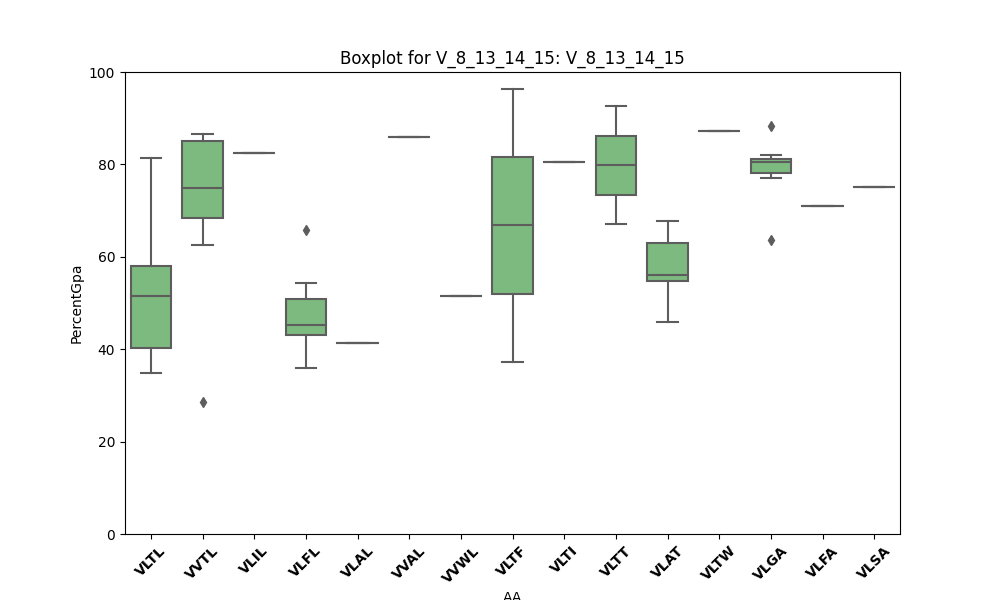 Boxplot for V_8_13_14_15: V_8_13_14_15
100
80
60
40
20
0
PercentGpa
VLTL VVTL VLIL VLFL VLAL VVAL VVWL VLTF VLTI VLTT VLAT VLTW VLGA VLFA VLSA
AA